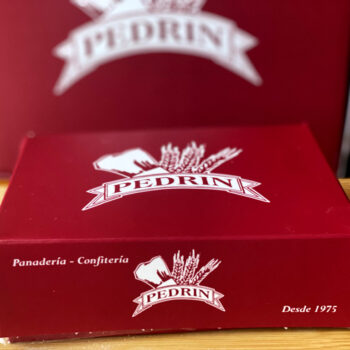 PEDRIN
PEDRIN
Panadería - Confitería
PEDRIN
Desde 1975